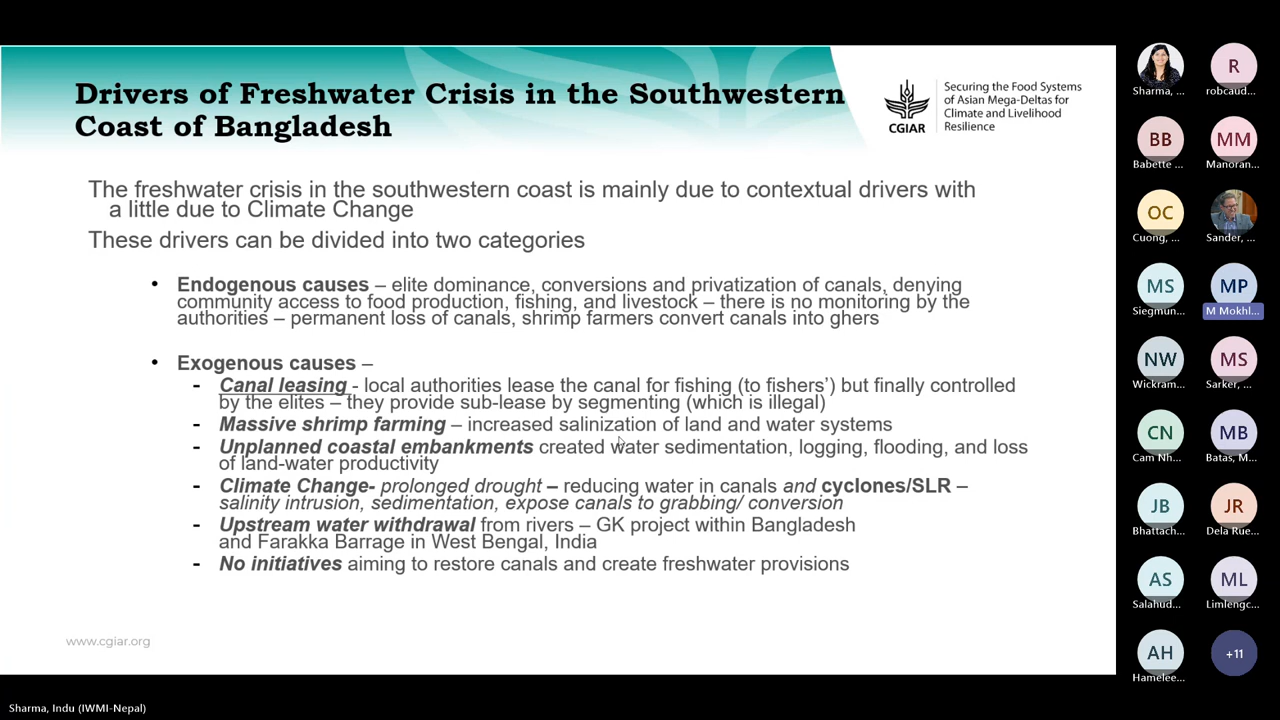 Drivers of Freshwater Crisis in the Southwestern
Coast of Bangladesh
CGIAR
Securing the Food Systems
of Asian Mega-Deltas for
Climate and Livelihood
Resilience
The freshwater crisis in the southwestern coast is mainly due to contextual drivers with
a little due to Climate Change
These drivers can be divided into two categories
• Endogenous causes – elite dominance, conversions and privatization of canals, denying
community access to food production, fishing, and livestock – there is no monitoring by the
authorities – permanent loss of canals, shrimp farmers convert canals into ghers
• Exogenous causes –
- Canal leasing - local authorities lease the canal for fishing (to fishers') but finally controlled
by the elites – they provide sub-lease by segmenting (which is illegal)
- Massive shrimp farming – increased salinization of land and water systems
- Unplanned coastal embankments created water sedimentation, logging, flooding, and loss
of land-water productivity
- Climate Change- prolonged drought – reducing water in canals and cyclones/SLR –
salinity intrusion, sedimentation, expose canals to grabbing/ conversion
- Upstream water withdrawal from rivers – GK project within Bangladesh
and Farakka Barrage in West Bengal, India
- No initiatives aiming to restore canals and create freshwater provisions
www.cgiar.org
Sharma, Indu (IWMI-Nepal)
R
Sharma, ...
robcaud...
BB
MM
Babette ...
Manoran...
OC
Cuong, ...
Sander, ...
MS
MP
Siegmun...
M Mokhl...
NW
MS
Wickram...
Sarker, ...
CN
MB
Cam Nh...
Batas, M...
JB
JR
Bhattach...
Dela Rue...
AS
ML
Salahud...
Limlengc...
AH
+11
Hamelee...